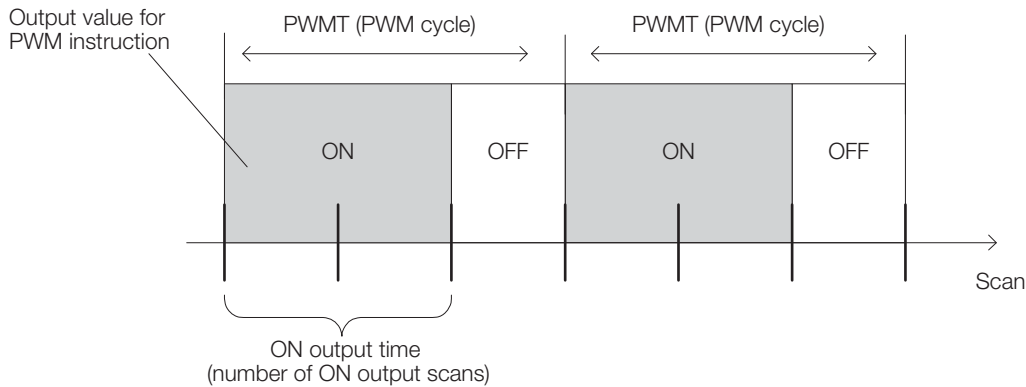 Output value for
PWM instruction
PWMT (PWM cycle)
PWMT (PWM cycle)
ON
OFF
ON
OFF
Scan
ON output time
(number of ON output scans)